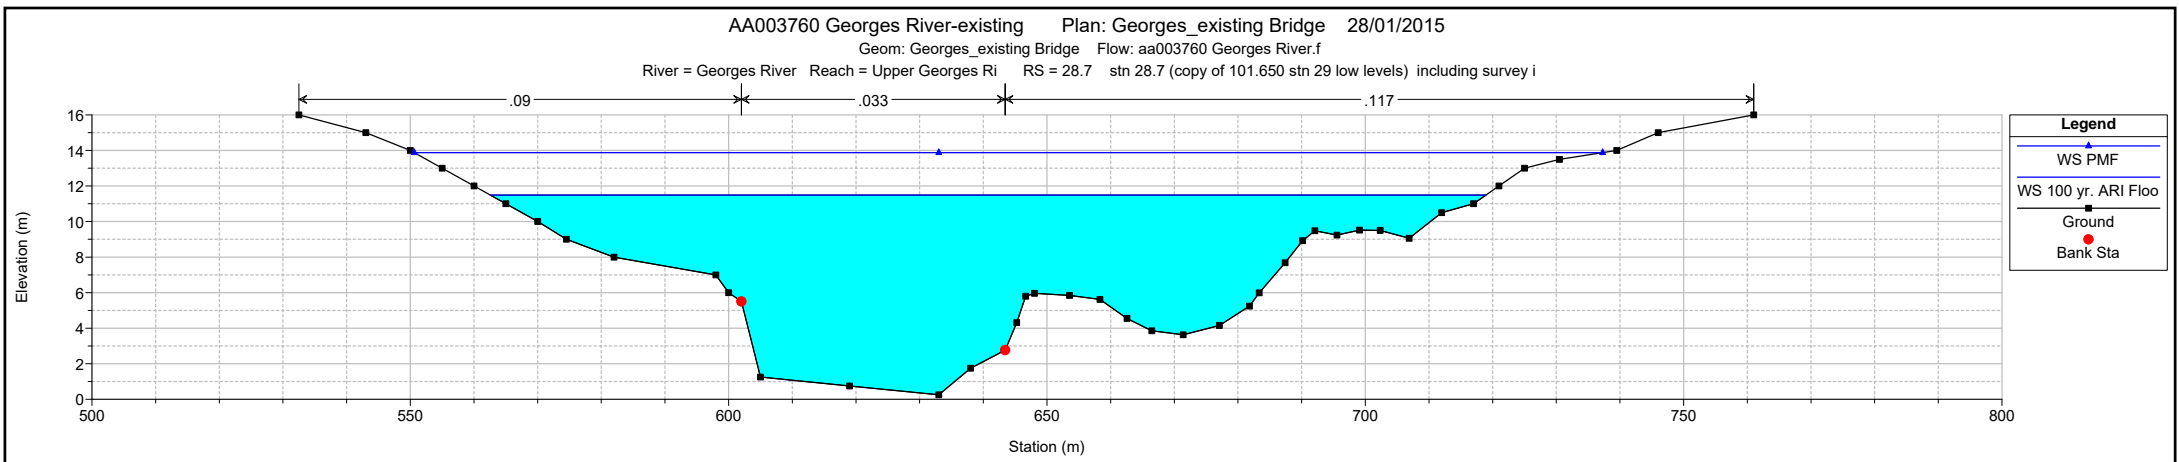 AA003760 Georges River-existing Plan: Georges_existing Bridge 28/01/2015
Geom: Georges_existing Bridge Flow: aa003760 Georges River.f
River = Georges River Reach = Upper Georges Ri RS = 28.7 stn 28.7 (copy of 101.650 stn 29 low levels) including survey i
.09 .033 .117
16
14
12
10
8
6
4
2
0
500 550 600 650 700 750 800
Station (m)
Elevation (m)
Legend
WS PMF
WS 100 yr. ARI Floo
Ground
Bank Sta